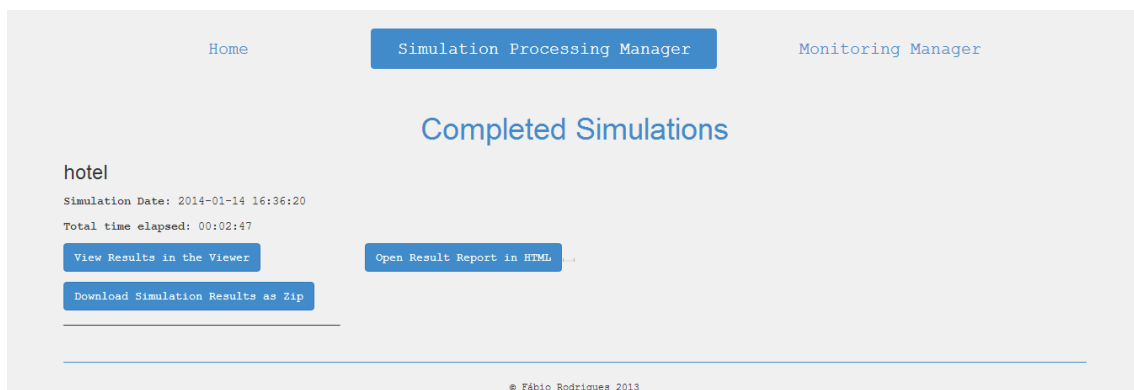 Home Simulation Processing Manager Monitoring Manager
Completed Simulations
hotel
Simulation Date: 2014-01-14 16:36:20
Total time elapsed: 00:02:47
View Results in the Viewer Open Result Report in HTML
Download Simulation Results as Zip
© Fábio Rodrigues 2013